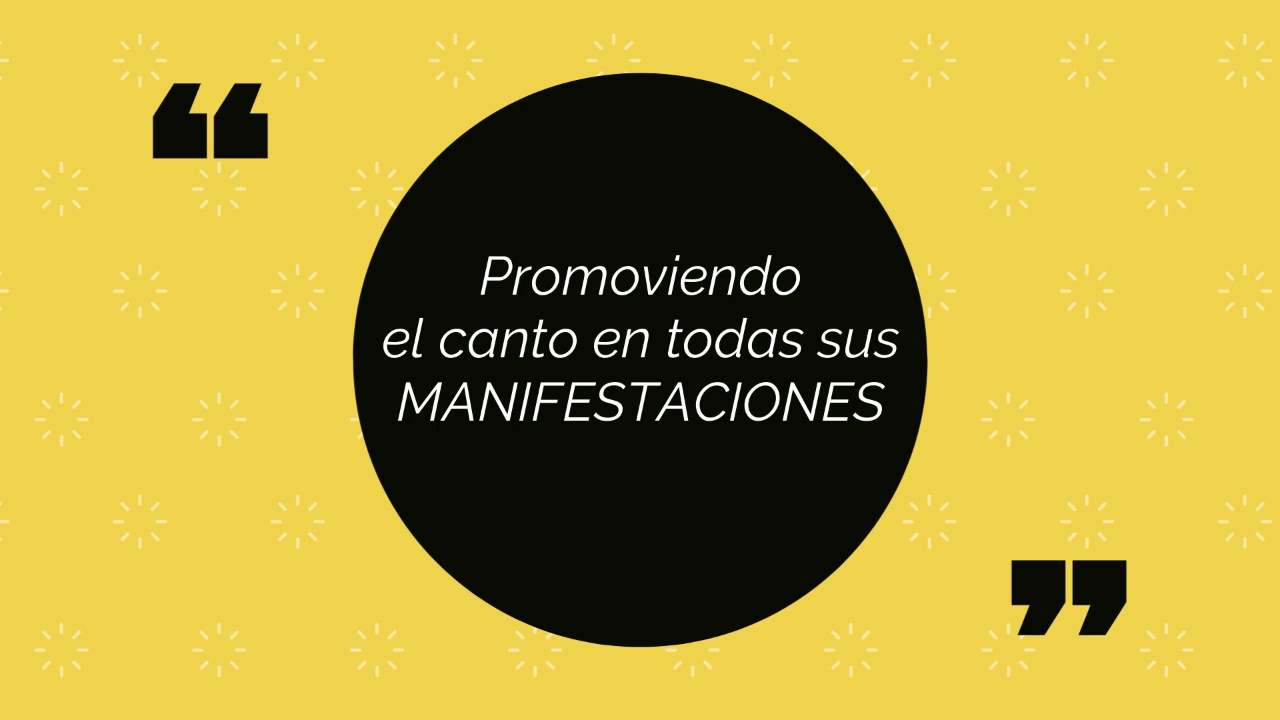 “
Promoviendo
el canto en todas sus
MANIFESTACIONES
”